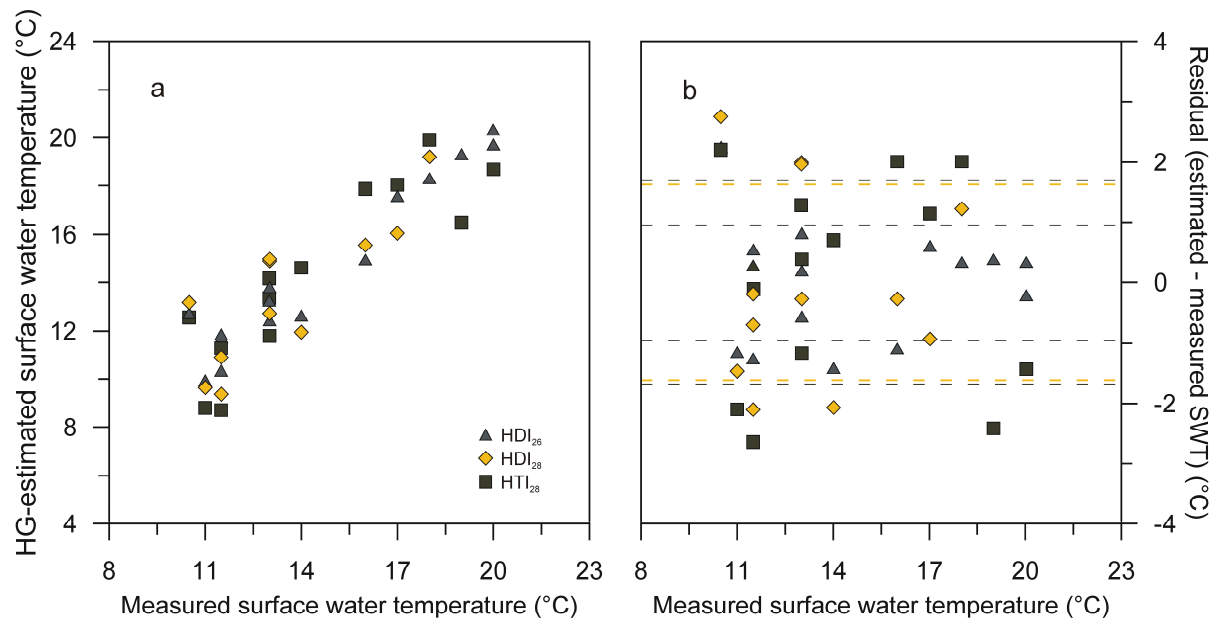 HG-estimated surface water temperature (°C)
24
20
16
12
8
4
a
HDI26
HDI28
HTI28
8 11 14 17 20 23
Measured surface water temperature (°C)
b
4
2
0
-2
-4
Residual (estimated - measured SWT) (°C)
8 11 14 17 20 23
Measured surface water temperature (°C)